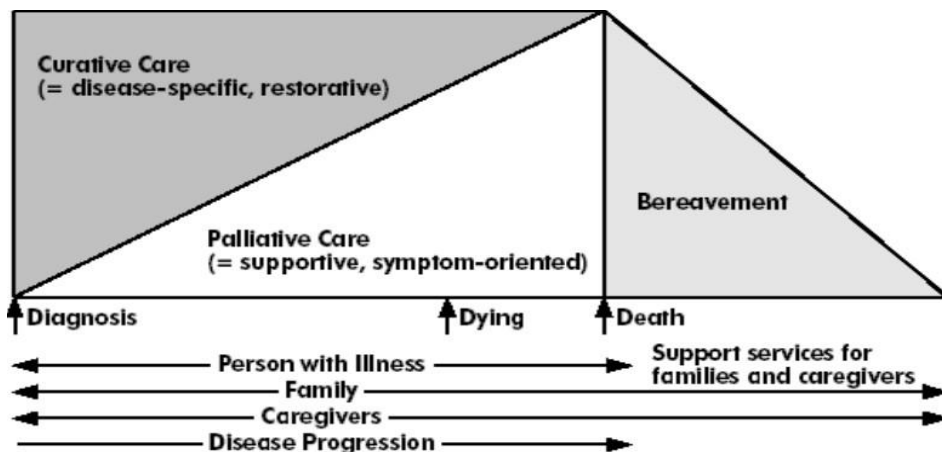 Curative Care
(= disease-specific, restorative)
Bereavement
Palliative Care
(= supportive, symptom-oriented)
Diagnosis
Dying
Death
Person with Illness
Support services for
families and caregivers
Family
Caregivers
Disease Progression